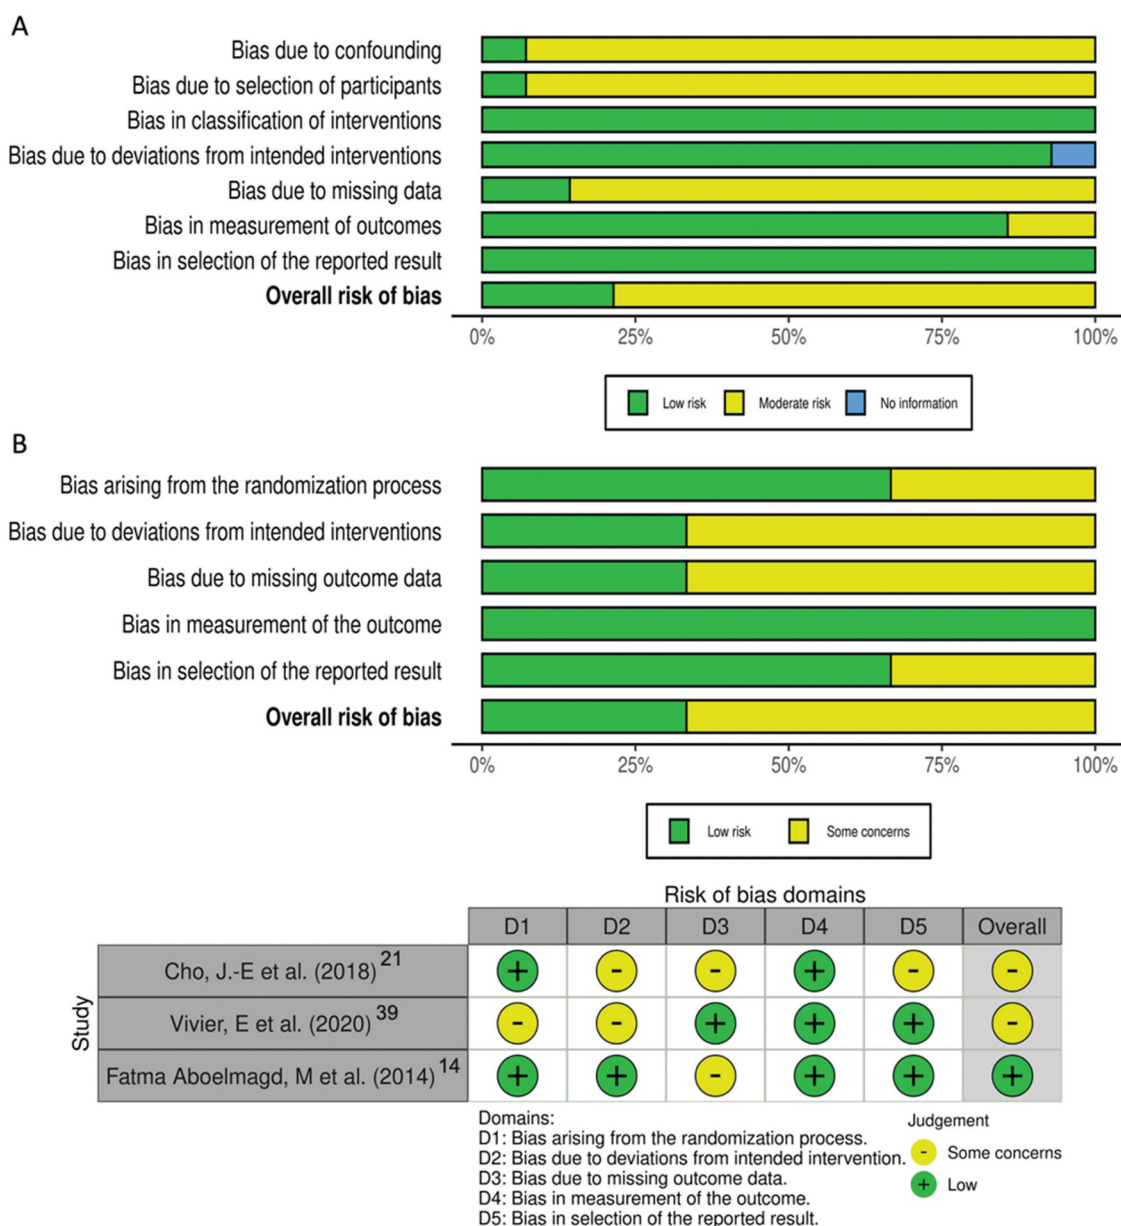 A
Bias due to confounding
Bias due to selection of participants
Bias in classification of interventions
Bias due to deviations from intended interventions
Bias due to missing data
Bias in measurement of outcomes
Bias in selection of the reported result
Overall risk of bias
0% 25% 50% 75% 100%
Low risk Moderate risk No information
B
Bias arising from the randomization process
Bias due to deviations from intended interventions
Bias due to missing outcome data
Bias in measurement of the outcome
Bias in selection of the reported result
Overall risk of bias
0% 25% 50% 75% 100%
Low risk Some concerns
Risk of bias domains
D1 D2 D3 D4 D5 Overall
Study
Cho, J.-E et al. (2018) 21 + - - + - -
Vivier, E et al. (2020) 39 - - + + + -
Fatma Aboelmagd, M et al. (2014) 14 + + - + + +
Domains:
D1: Bias arising from the randomization process.
D2: Bias due to deviations from intended intervention.
D3: Bias due to missing outcome data.
D4: Bias in measurement of the outcome.
D5: Bias in selection of the reported result.
Judgement
- Some concerns
+ Low